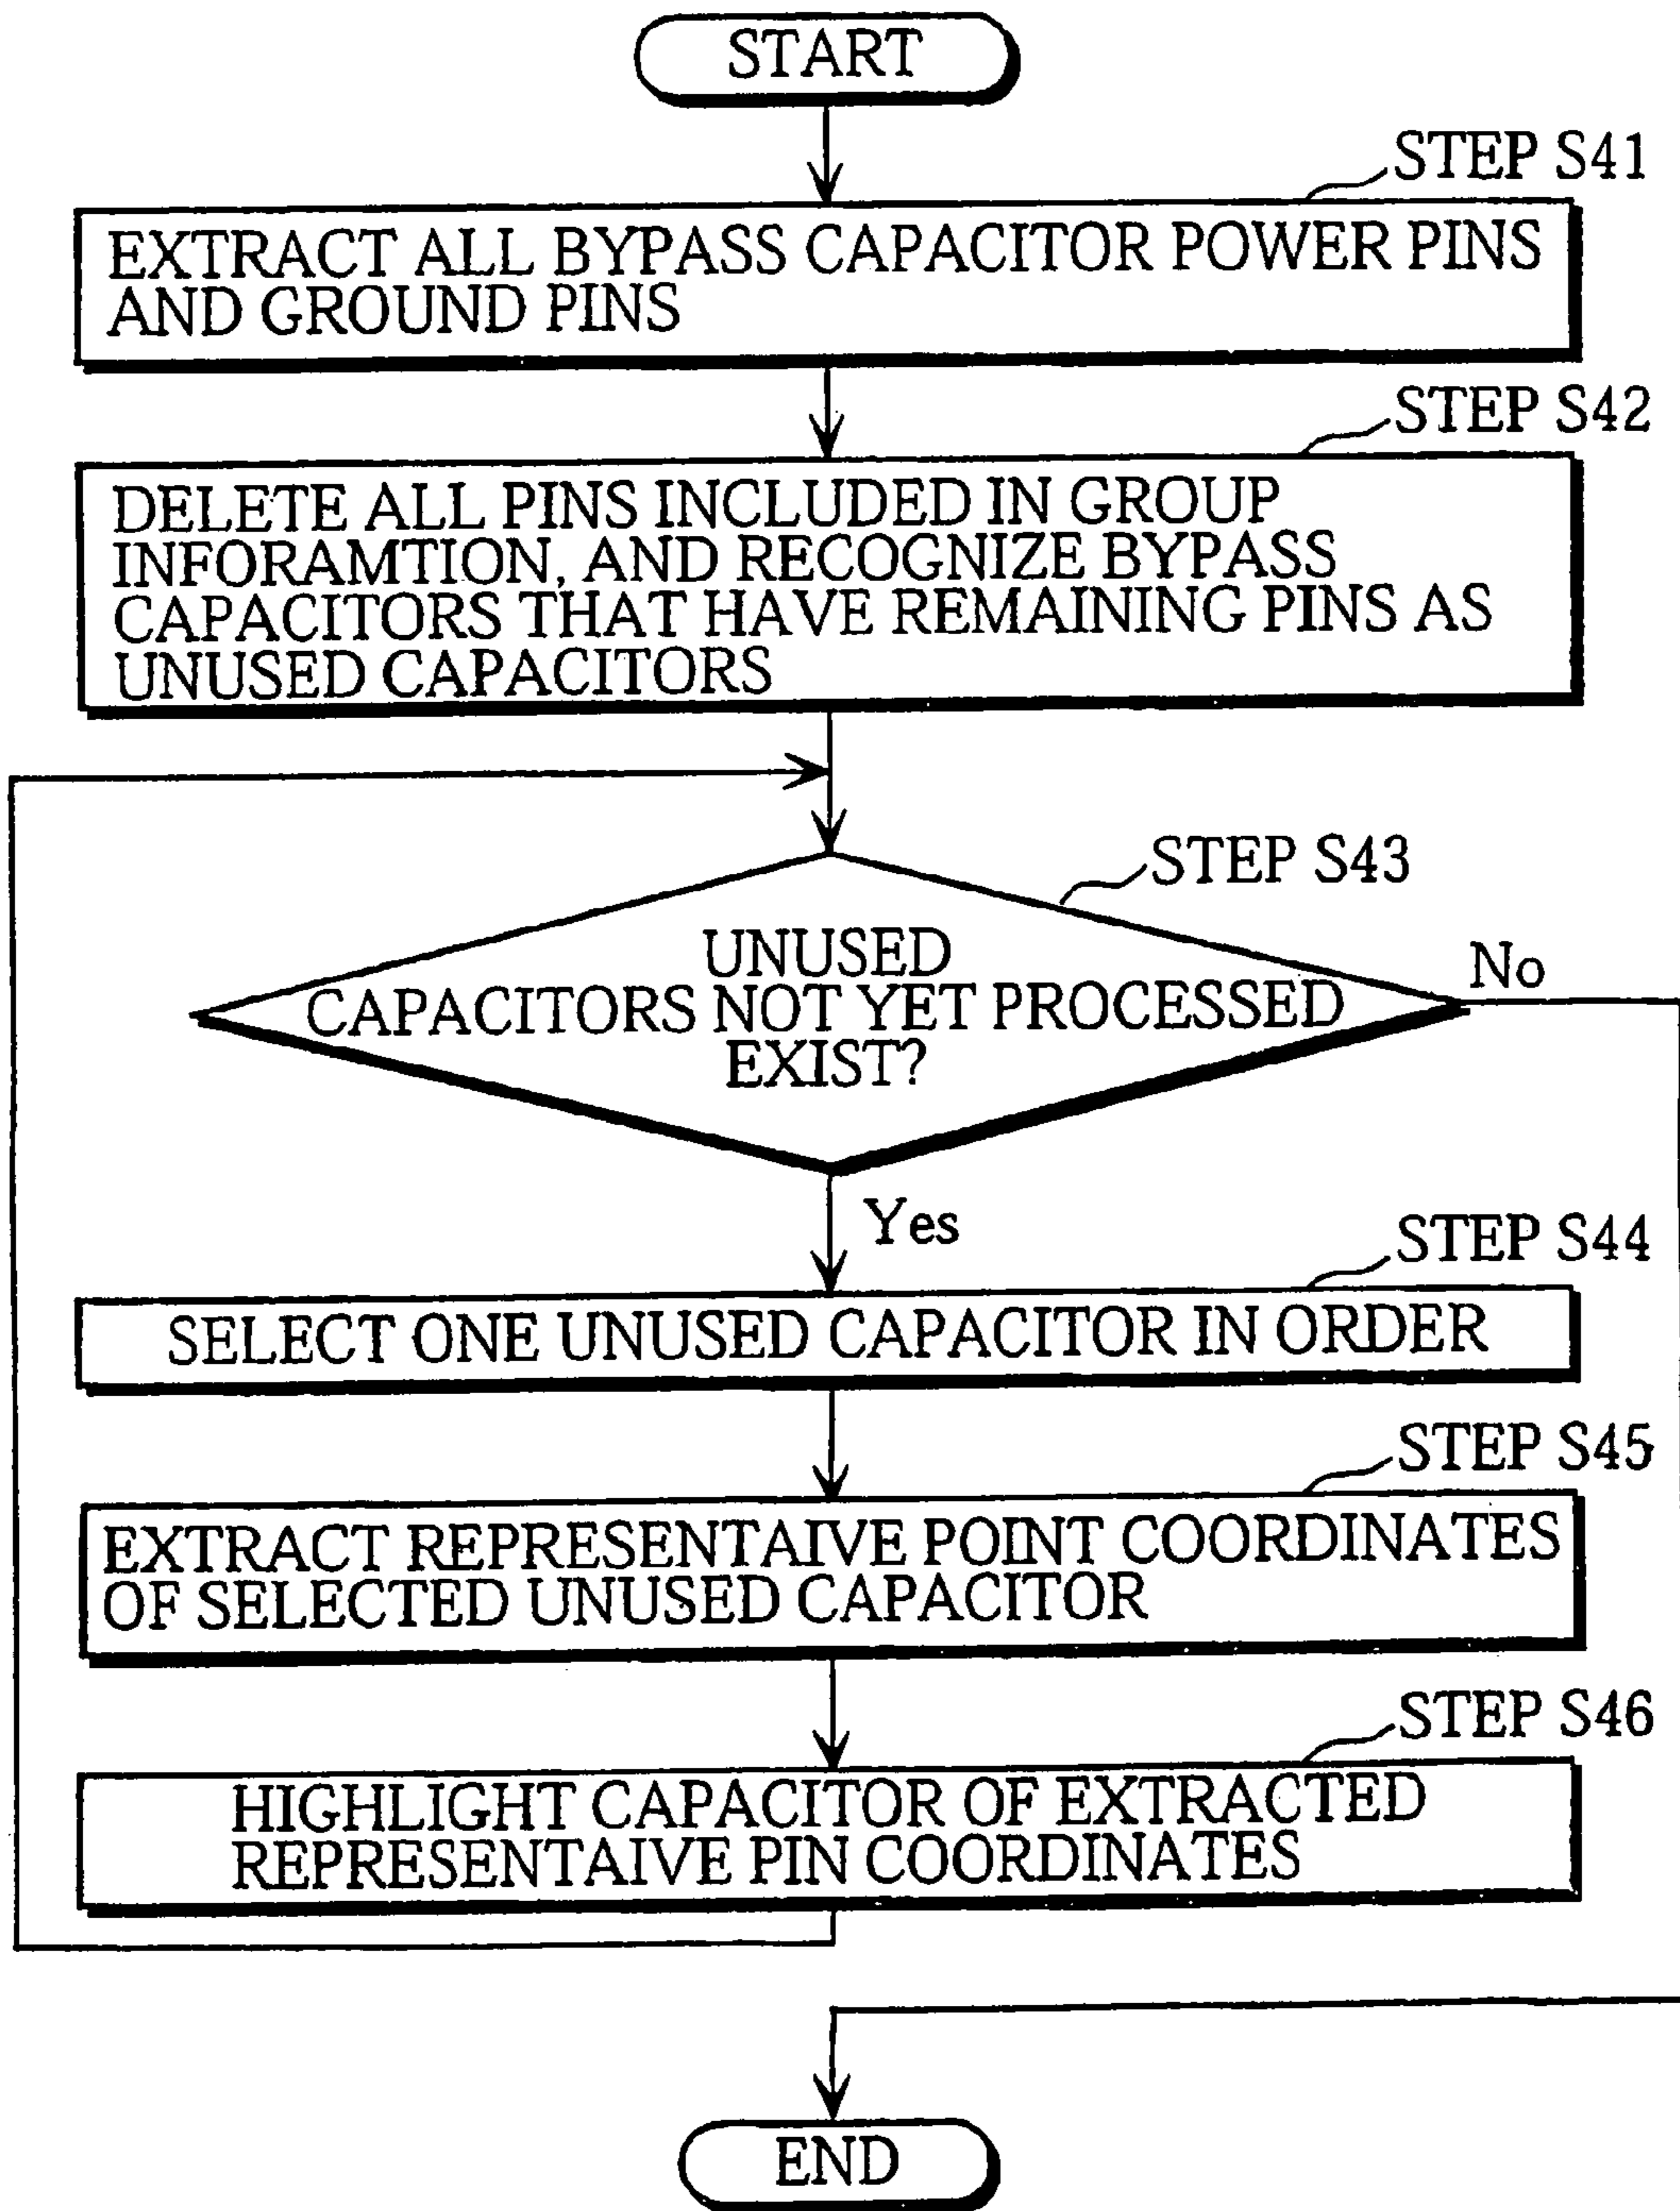 START
STEP S41
EXTRACT ALL BYPASS CAPACITOR POWER PINS
AND GROUND PINS
STEP S42
DELETE ALL PINS INCLUDED IN GROUP
INFORAMTION, AND RECOGNIZE BYPASS
CAPACITORS THAT HAVE REMAINING PINS AS
UNUSED CAPACITORS
STEP S43
UNUSED
CAPACITORS NOT YET PROCESSED
EXIST?
No
Yes
STEP S44
SELECT ONE UNUSED CAPACITOR IN ORDER
STEP S45
EXTRACT REPRESENTAIVE POINT COORDINATES
OF SELECTED UNUSED CAPACITOR
STEP S46
HIGHLIGHT CAPACITOR OF EXTRACTED
REPRESENTAIVE PIN COORDINATES
END